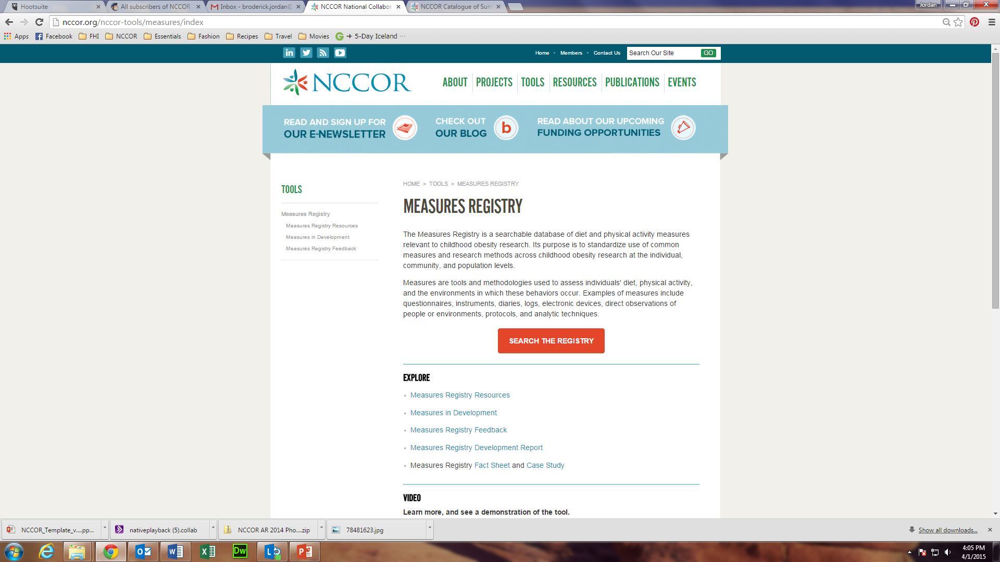 Hootsuite
All subscribers of NCCOR
Inbox - broderick.jordan@
NCCOR National Collabor
NCCOR Catalogue of Surv
Jordan
nccor.org/nccor-tools/measures/index
Apps
Facebook
FHI
NCCOR
Essentials
Fashion
Recipes
Travel
Movies
5-Day Iceland ...
Home • Members • Contact Us
Search Our Site
GO
NCCOR
ABOUT
PROJECTS
TOOLS
RESOURCES
PUBLICATIONS
EVENTS
READ AND SIGN UP FOR
OUR E-NEWSLETTER
CHECK OUT
OUR BLOG
b
READ ABOUT OUR UPCOMING
FUNDING OPPORTUNITIES
TOOLS
Measures Registry
Measures Registry Resources
Measures in Development
Measures Registry Feedback
HOME > TOOLS > MEASURES REGISTRY
MEASURES REGISTRY
The Measures Registry is a searchable database of diet and physical activity measures
relevant to childhood obesity research. Its purpose is to standardize use of common
measures and research methods across childhood obesity research at the individual,
community, and population levels.
Measures are tools and methodologies used to assess individuals' diet, physical activity,
and the environments in which these behaviors occur. Examples of measures include
questionnaires, instruments, diaries, logs, electronic devices, direct observations of
people or environments, protocols, and analytic techniques.
SEARCH THE REGISTRY
EXPLORE
• Measures Registry Resources
• Measures in Development
• Measures Registry Feedback
• Measures Registry Development Report
• Measures Registry Fact Sheet and Case Study
VIDEO
Learn more, and see a demonstration of the tool.
NCCOR_Template_v....pp...
nativeplayback (5).collab
NCCOR AR 2014 Pho....zip
78481623.jpg
Show all downloads...
4:05 PM
4/1/2015